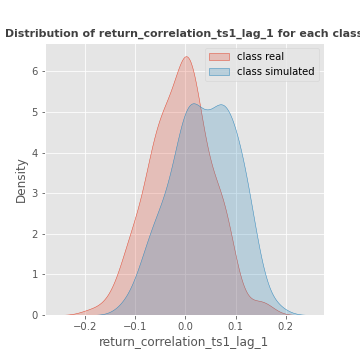 Distribution of return_correlation_ts1_lag_1 for each class
class real
class simulated
Density
6
5
4
3
2
1
0
−0.2 −0.1 0.0 0.1 0.2
return_correlation_ts1_lag_1